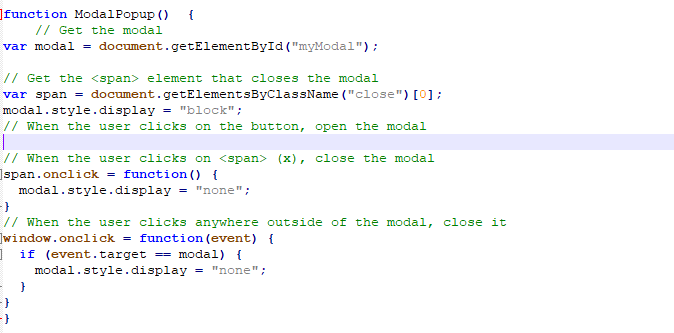 function ModalPopup()  {
    // Get the modal
var modal = document.getElementById("myModal");

// Get the <span> element that closes the modal
var span = document.getElementsByClassName("close")[0];
modal.style.display = "block";
// When the user clicks on the button, open the modal

// When the user clicks on <span> (x), close the modal
span.onclick = function() {
  modal.style.display = "none";
}
// When the user clicks anywhere outside of the modal, close it
window.onclick = function(event) {
  if (event.target == modal) {
    modal.style.display = "none";
  }
}
}